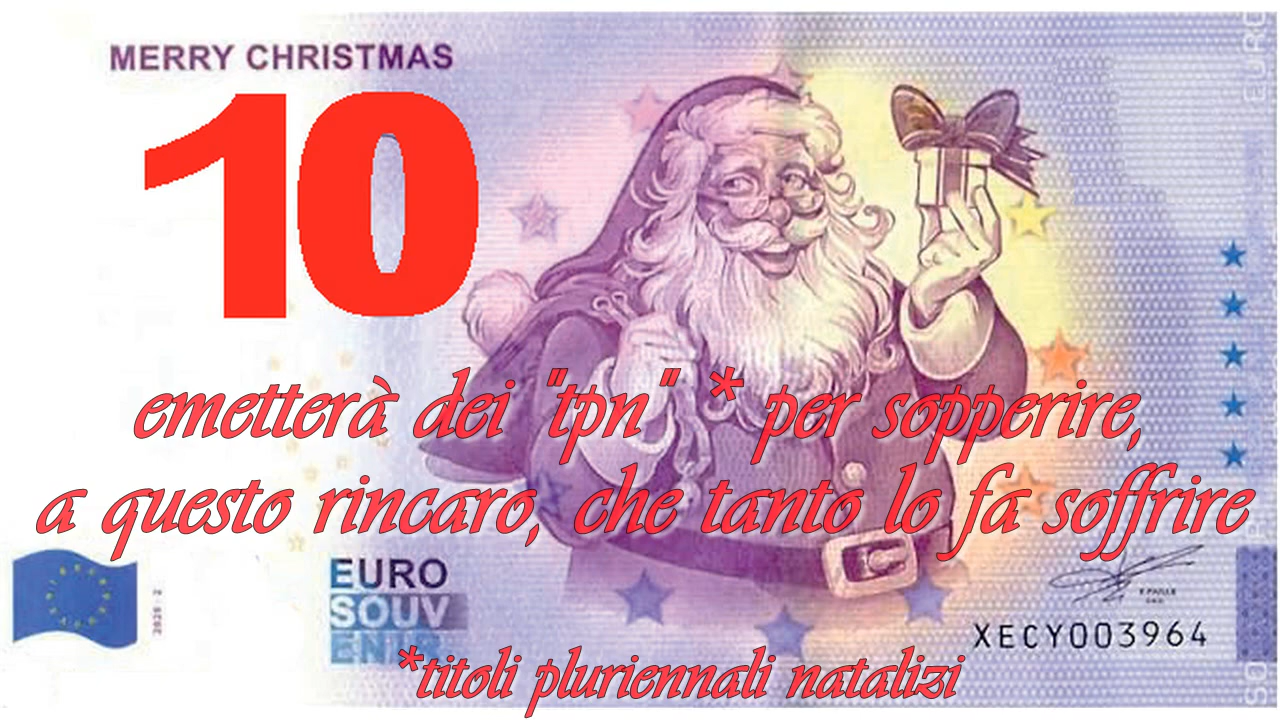 MERRY CHRISTMAS
10
emetterà dei "tpn" * per sopperire,
a questo rincaro, che tanto lo fa soffrire
EURO
SOUV
ENIR
XECY003964
*titoli pluriennali natalizi